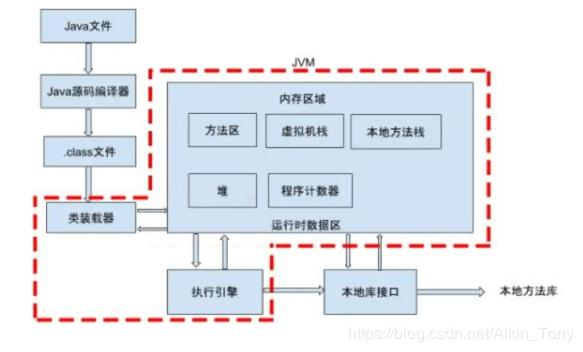 Java文件
JVM
Java源码编译器
内存区域
方法区
虚拟机栈
本地方法栈
.class文件
堆
程序计数器
类装载器
运行时数据区
执行引擎
本地库接口
本地方法库
https://blog.csdn.net/Aikin_Tony